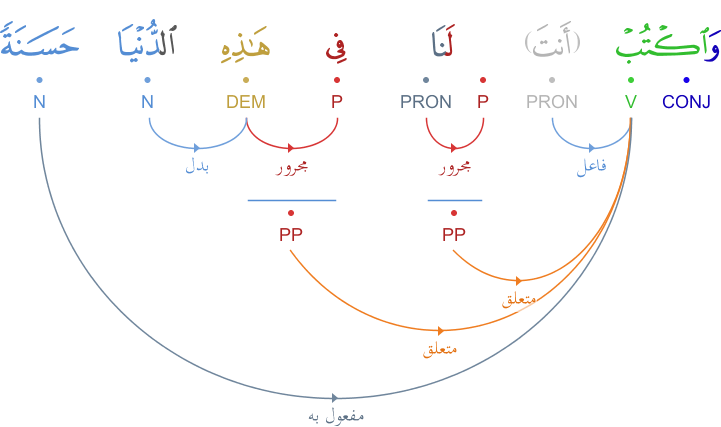 وَٱكْتُبْ (أَنتَ) لَنَا فِى هَٰذِهِ ٱلدُّنْيَا حَسَنَةً
CONJ V PRON P PRON P DEM N N
فاعل مجرور مجرور بدل
PP PP
متعلق
متعلق
مفعول به